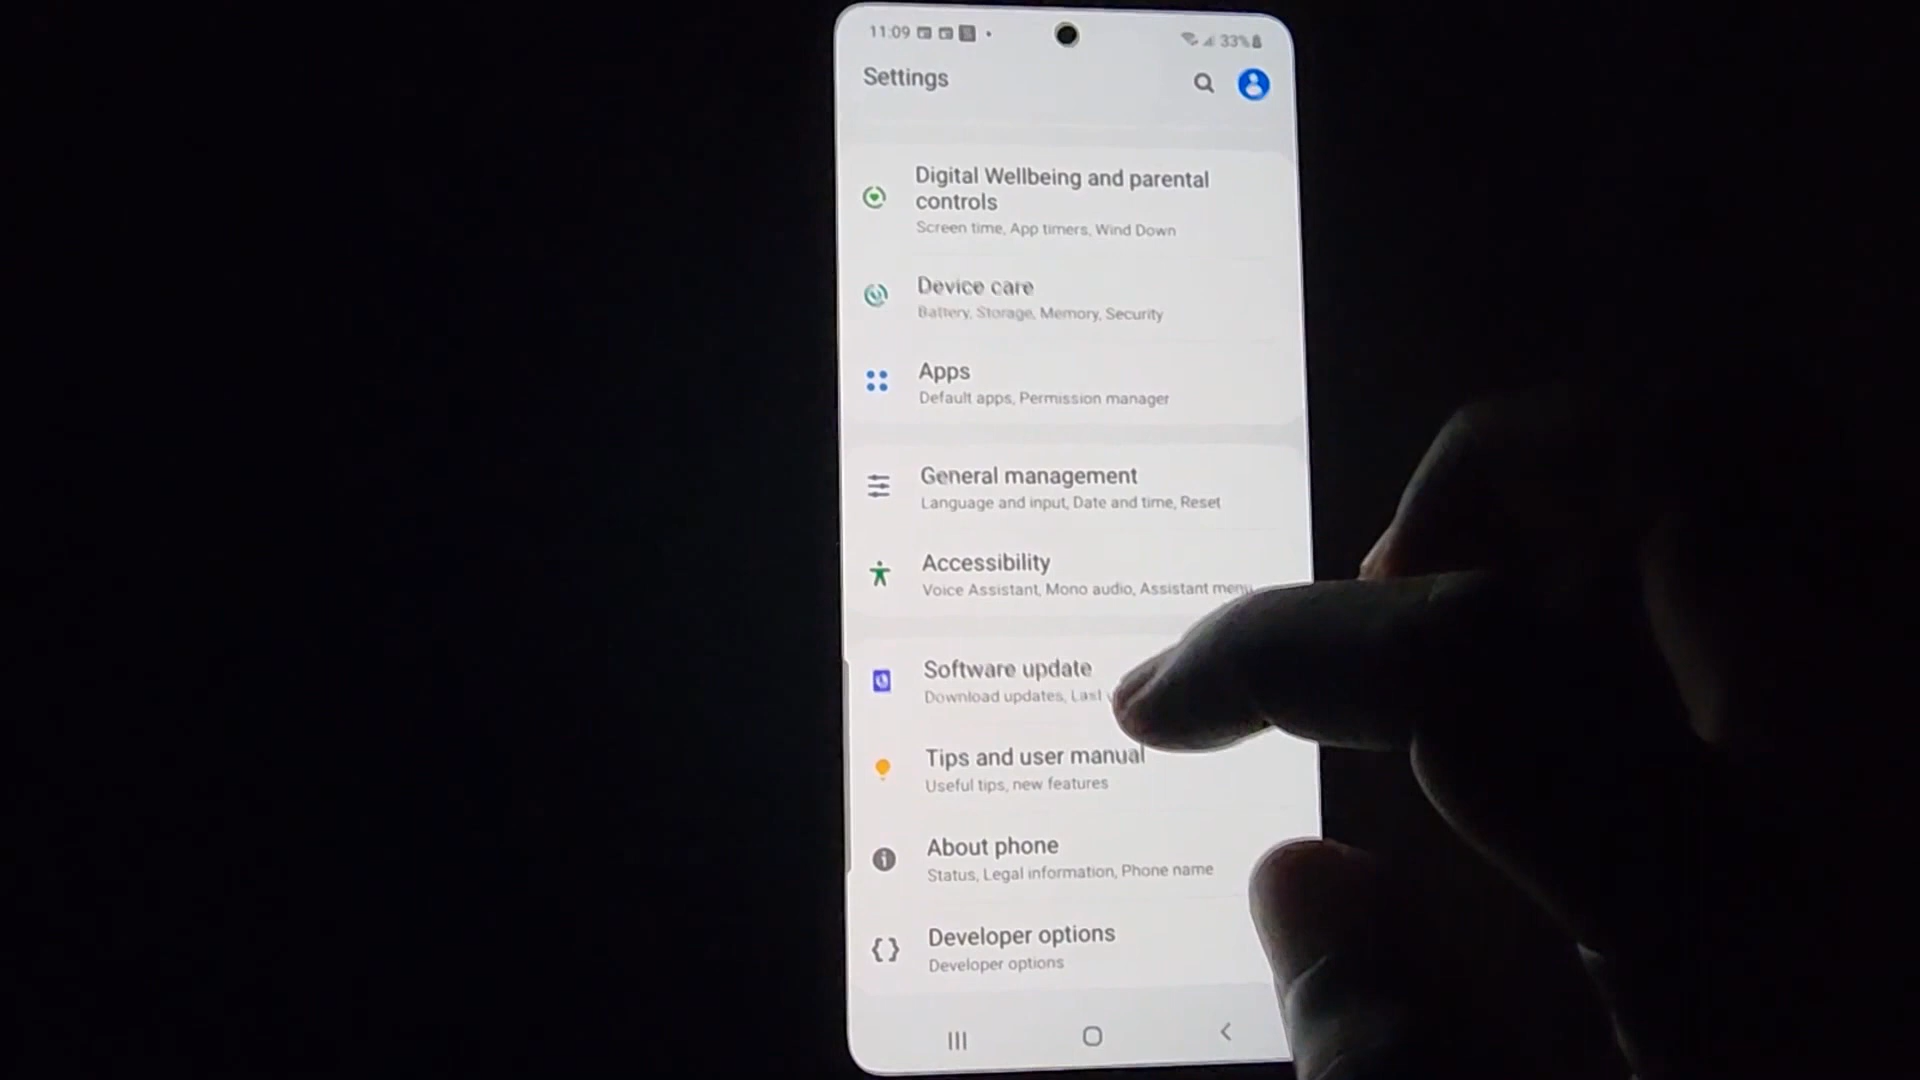 11:09
33%
Settings
Digital Wellbeing and parental
controls
Screen time, App timers, Wind Down
Device care
Battery, Storage, Memory, Security
Apps
Default apps, Permission manager
General management
Language and input, Date and time, Reset
Accessibility
Voice Assistant, Mono audio, Assistant menu
Software update
Download updates, Last
Tips and user manual
Useful tips, new features
About phone
Status, Legal information, Phone name
Developer options
Developer options